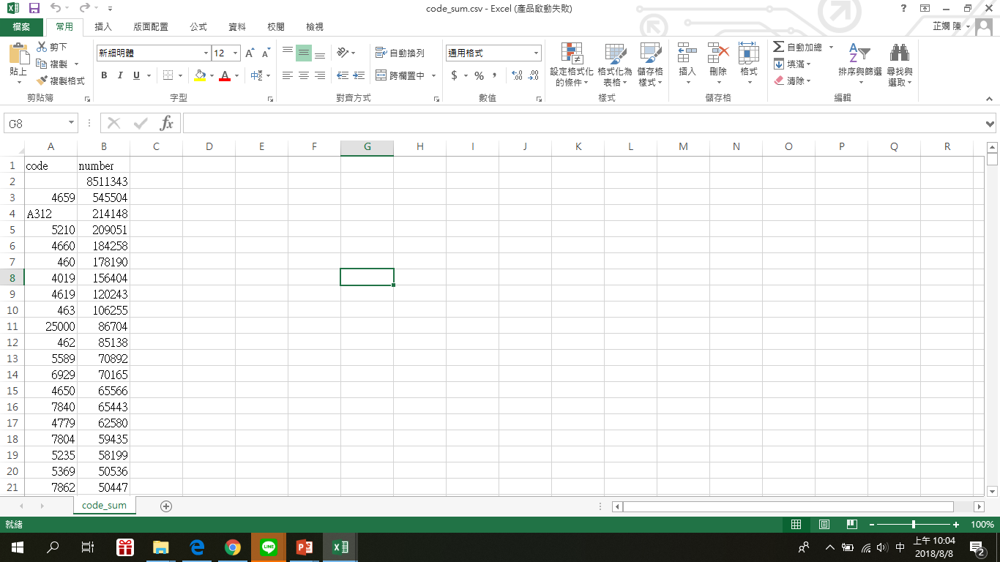 code_sum.csv - Excel (產品啟動失敗)
檔案 常用 插入 版面配置 公式 資料 校閱 檢視
貼上 剪下 複製 複製格式 剪貼簿
新細明體 12 B I U A 中 字型
自動換列 跨欄置中 對齊方式
通用格式 $ % , 數值
設定格式化的條件 格式化為表格 儲存格樣式 樣式
插入 刪除 格式 儲存格
自動加總 填滿 清除 排序與篩選 尋找與選取 編輯
G8 fx
A B C D E F G H I J K L M N O P Q R
1 code number
2 8511343
3 4659 545504
4 A312 214148
5 5210 209051
6 4660 184258
7 460 178190
8 4019 156404
9 4619 120243
10 463 106255
11 25000 86704
12 462 85138
13 5589 70892
14 6929 70165
15 4650 65566
16 7840 65443
17 4779 62580
18 7804 59435
19 5235 58199
20 5369 50536
21 7862 50447
code_sum
就緒 100%
LINE 中 上午 10:04
2018/8/8 2